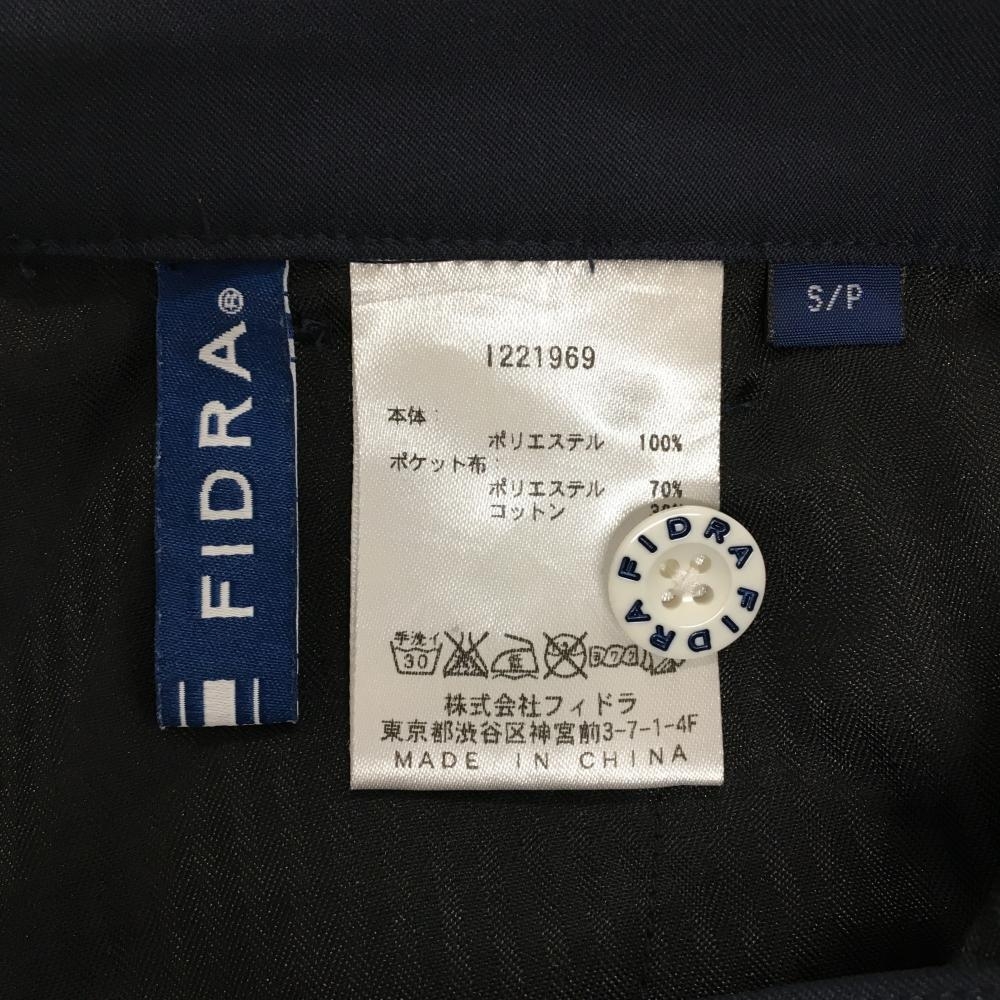 FIDRA®
I221969
本体:
ポリエステル 100%
ポケット布:
ポリエステル 70%
コットン
手洗イ
30
低
株式会社フィドラ
東京都渋谷区神宮前3-7-1-4F
MADE IN CHINA
S/P
FIDRA FIDRA